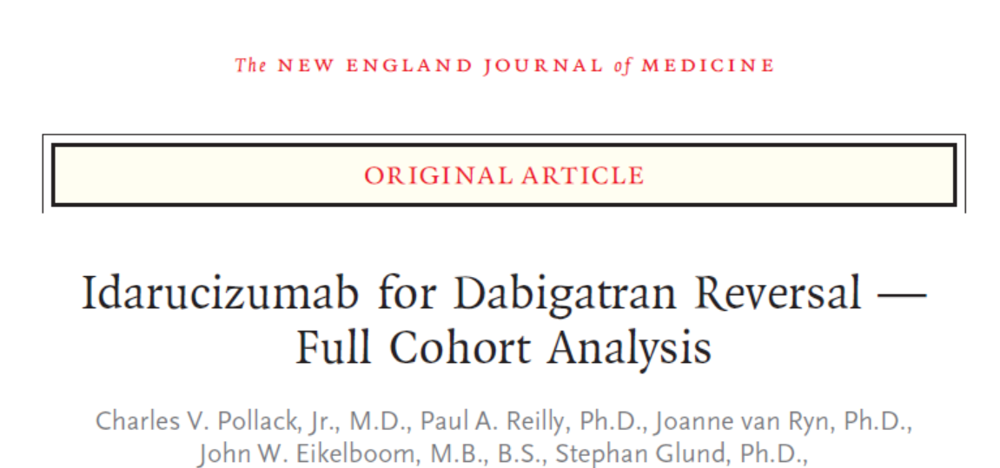 The NEW ENGLAND JOURNAL of MEDICINE
ORIGINAL ARTICLE
Idarucizumab for Dabigatran Reversal —
Full Cohort Analysis
Charles V. Pollack, Jr., M.D., Paul A. Reilly, Ph.D., Joanne van Ryn, Ph.D.,
John W. Eikelboom, M.B., B.S., Stephan Glund, Ph.D.,